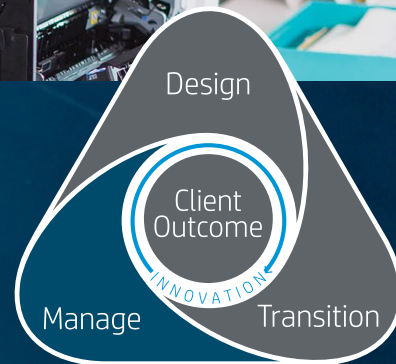 Design
Client
Outcome
INNOVATION
Manage
Transition